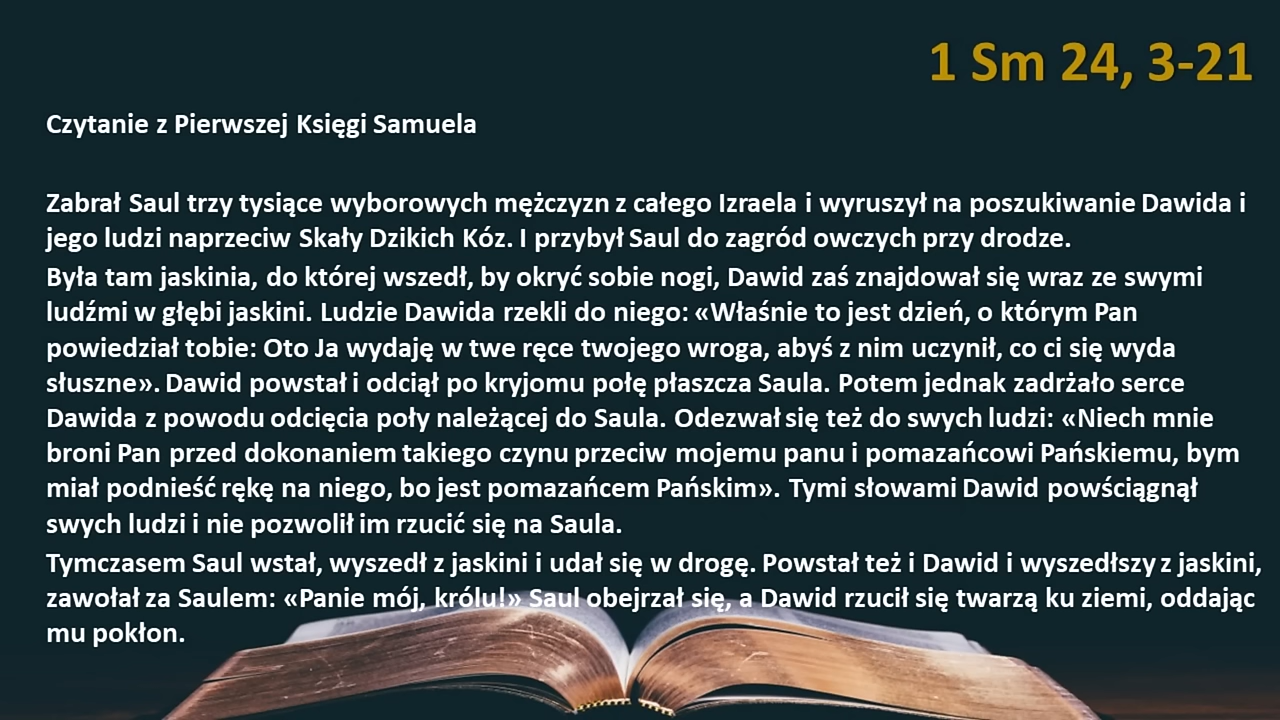 1 Sm 24, 3-21
Czytanie z Pierwszej Księgi Samuela
Zabrał Saul trzy tysiące wyborowych mężczyzn z całego Izraela i wyruszył na poszukiwanie Dawida i
jego ludzi naprzeciw Skały Dzikich Kóz. I przybył Saul do zagród owczych przy drodze.
Była tam jaskinia, do której wszedł, by okryć sobie nogi, Dawid zaś znajdował się wraz ze swymi
ludźmi w głębi jaskini. Ludzie Dawida rzekli do niego: «Właśnie to jest dzień, o którym Pan
powiedział tobie: Oto Ja wydaję w twe ręce twojego wroga, abyś z nim uczynił, co ci się wyda
słuszne». Dawid powstał i odciął po kryjomu połę płaszcza Saula. Potem jednak zadrżało serce
Dawida z powodu odcięcia poły należącej do Saula. Odezwał się też do swych ludzi: «Niech mnie
broni Pan przed dokonaniem takiego czynu przeciw mojemu panu i pomazańcowi Pańskiemu, bym
miał podnieść rękę na niego, bo jest pomazańcem Pańskim». Tymi słowami Dawid powściągnął
swych ludzi i nie pozwolił im rzucić się na Saula.
Tymczasem Saul wstał, wyszedł z jaskini i udał się w drogę. Powstał też i Dawid i wyszedłszy z jaskini,
zawołał za Saulem: «Panie mój, królu!» Saul obejrzał się, a Dawid rzucił się twarzą ku ziemi, oddając
mu pokłon.